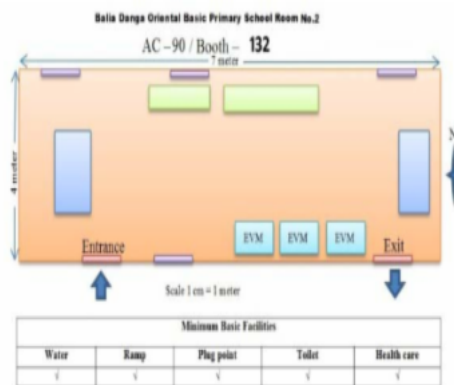 Balia Danga Oriental Basic Primary School Room No.2
AC – 90 / Booth – 132
7 meter
4 meter
N
EVM EVM EVM
Entrance Exit
Scale 1 cm = 1 meter
Minimum Basic Facilities
Water Ramp Plug point Toilet Health care
√ √ √ √ √